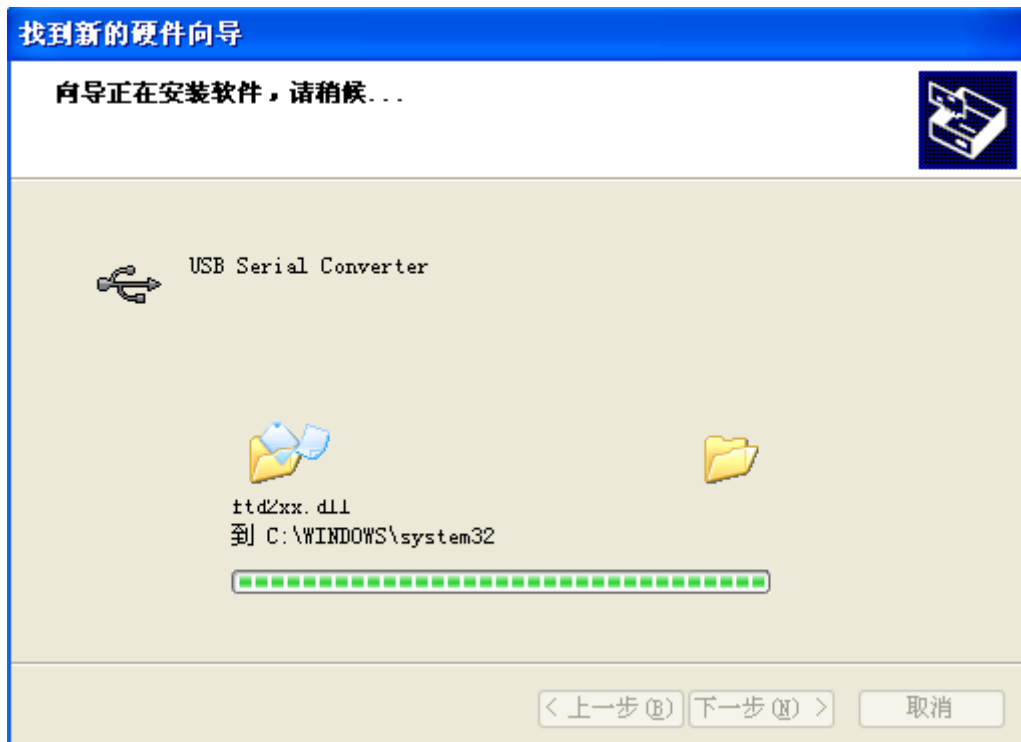 找到新的硬件向导
向导正在安装软件，请稍候...
USB Serial Converter
ftd2xx.dll
到 C:\WINDOWS\system32
< 上一步(B) 下一步(N) > 取消